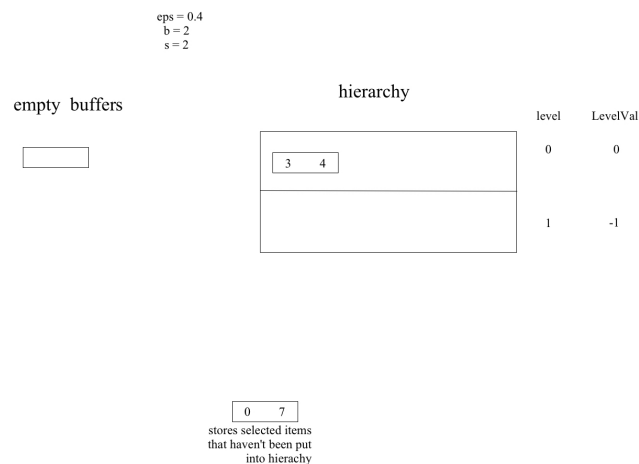 eps = 0.4
b = 2
s = 2
hierarchy
empty buffers
level LevelVal
0 0
3 4
1 -1
0 7
stores selected items
that haven't been put
into hierachy